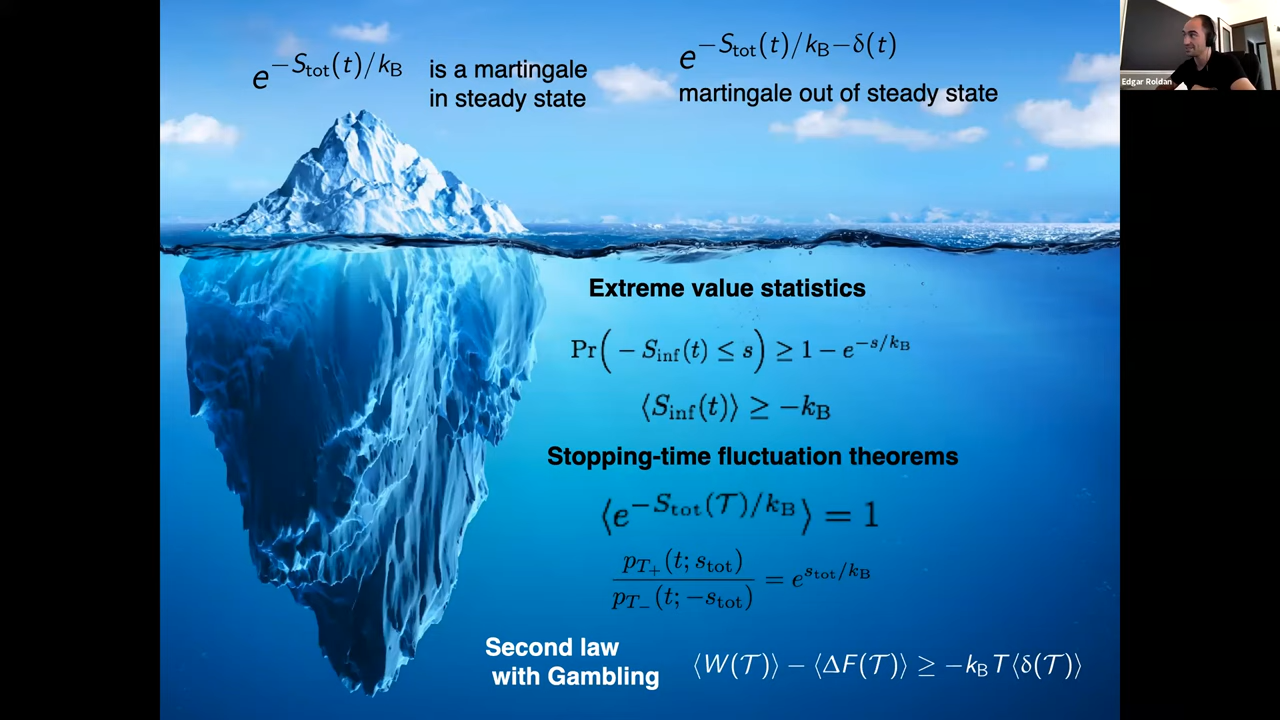 e^{-S_tot(t)/k_B} is a martingale
in steady state
e^{-S_tot(t)/k_B-δ(t)}
martingale out of steady state
Edgar Roldan
Extreme value statistics
Pr(-S_inf(t) ≤ s) ≥ 1 - e^{-s/k_B}
⟨S_inf(t)⟩ ≥ -k_B
Stopping-time fluctuation theorems
⟨e^{-S_tot(𝒯)/k_B}⟩ = 1
p_{T_+}(t; s_tot) / p_{T_-}(t; -s_tot) = e^{s_tot/k_B}
Second law
with Gambling
⟨W(𝒯)⟩ - ⟨ΔF(𝒯)⟩ ≥ -k_B T⟨δ(𝒯)⟩